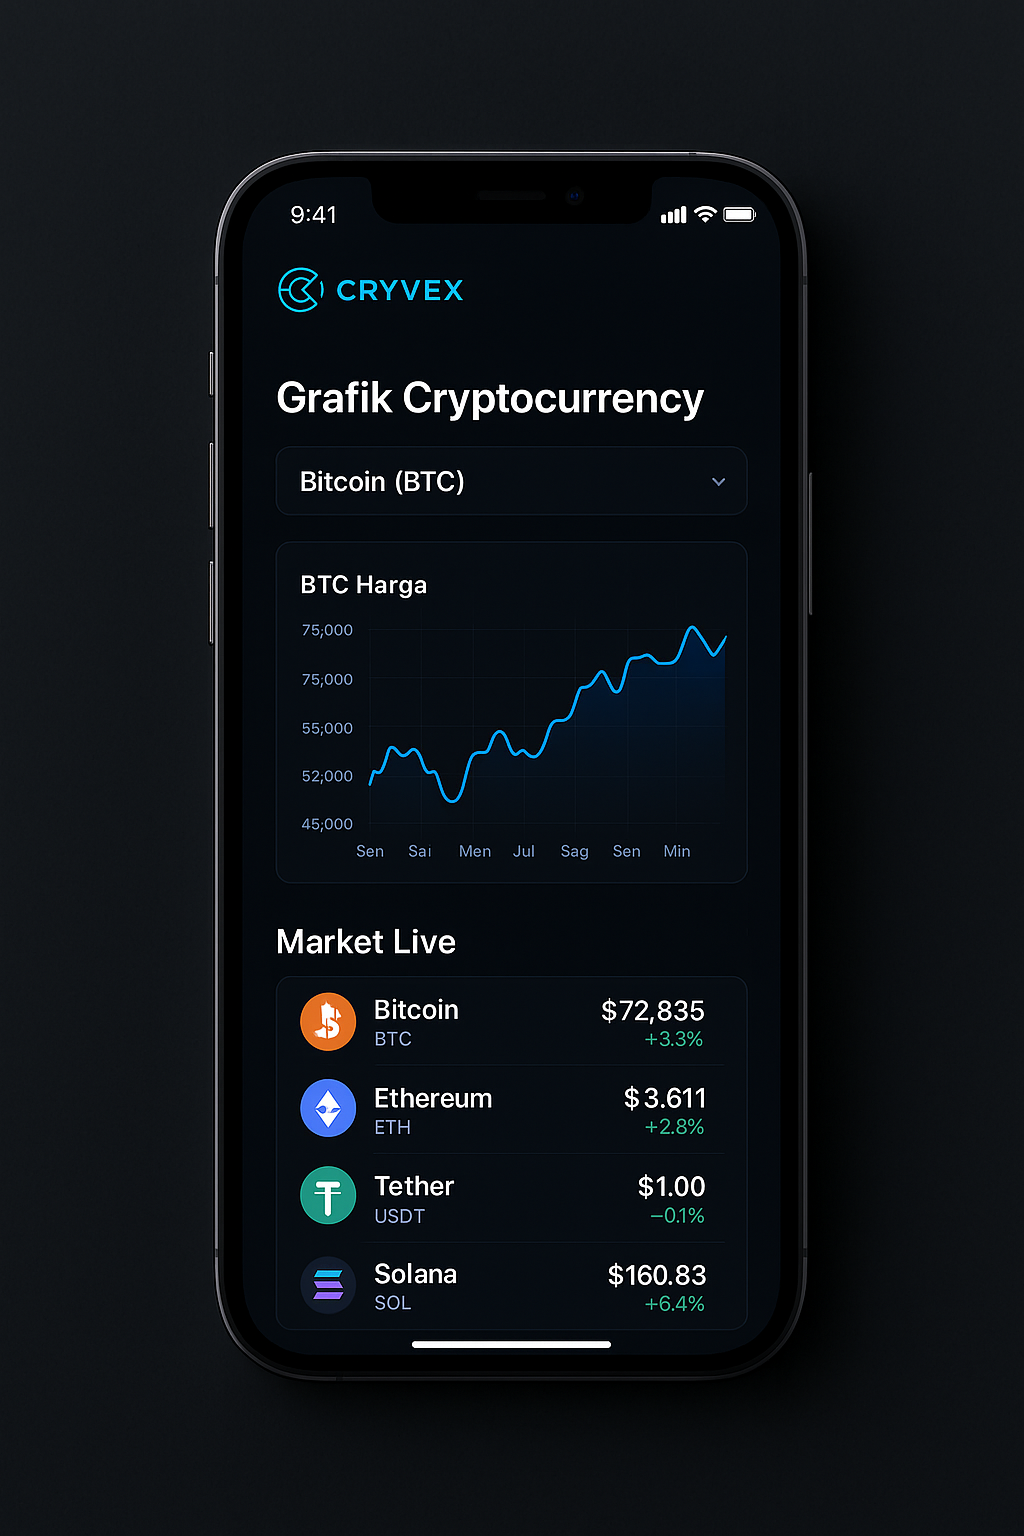 9:41
CRYVEX
Grafik Cryptocurrency
Bitcoin (BTC)
BTC Harga
75;000
75;000
55;000
52;000
45;000
Sen Sai Men Jul Sag Sen Min
Market Live
Bitcoin $72,835
BTC +3.3%
Ethereum $3.611
ETH +2.8%
Tether $1.00
USDT −0.1%
Solana $160.83
SOL +6.4%